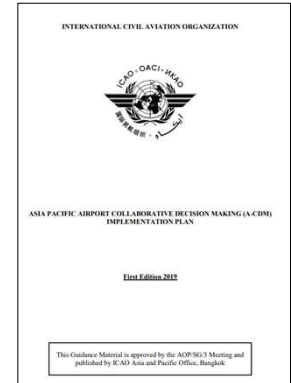 INTERNATIONAL CIVIL AVIATION ORGANIZATION
ICAO · OACI · ИКАО
ASIA PACIFIC AIRPORT COLLABORATIVE DECISION MAKING (A-CDM)
IMPLEMENTATION PLAN
First Edition 2019
This Guidance Material is approved by the AOP/SG/3 Meeting and
published by ICAO Asia and Pacific Office, Bangkok